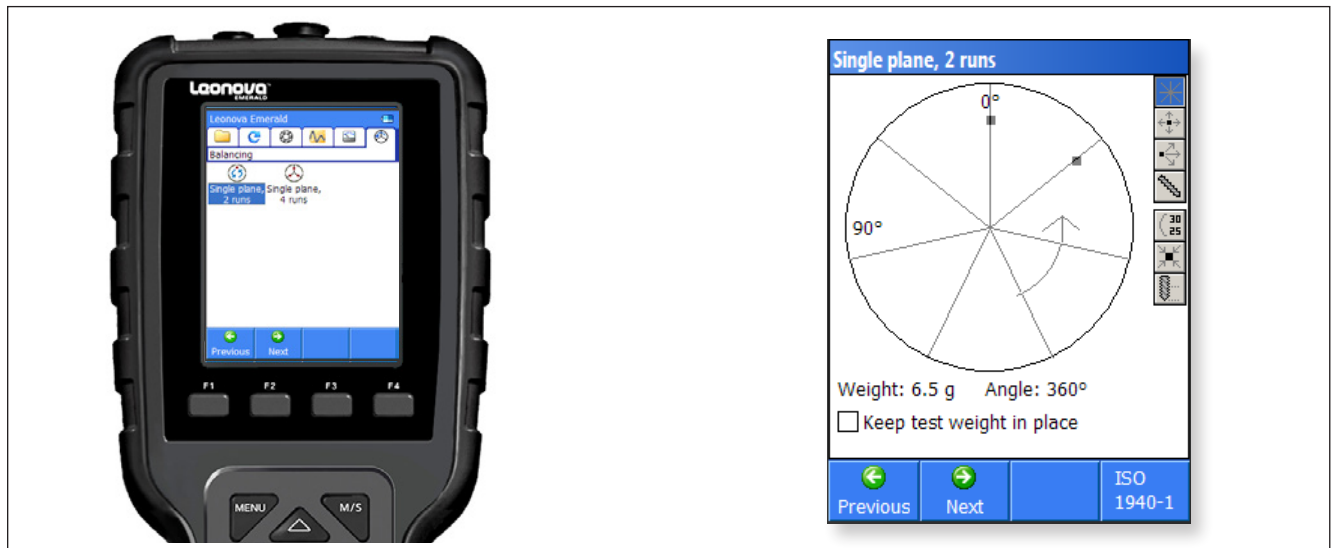 Leonova
EMERALD
Leonova Emerald
Balancing
Single plane,
2 runs
Single plane,
4 runs
Previous
Next
F1 F2 F3 F4
MENU
M/S
Single plane, 2 runs
0°
90°
30
25
Weight: 6.5 g Angle: 360º
Keep test weight in place
Previous
Next
ISO
1940-1